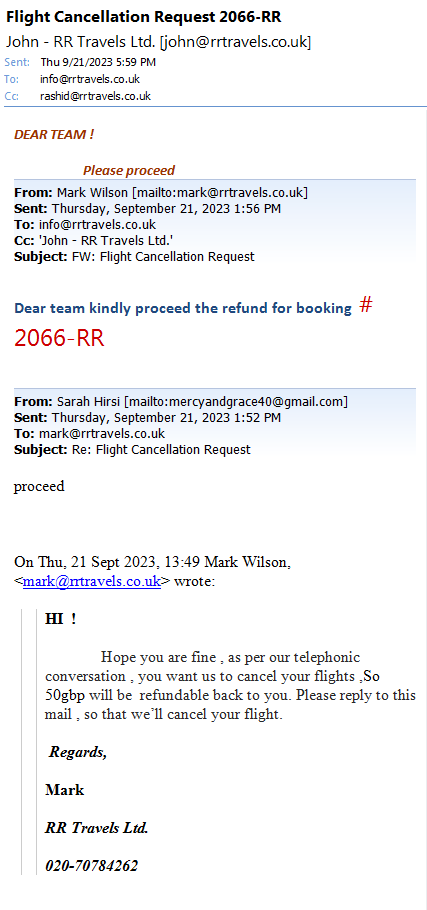 Flight Cancellation Request 2066-RR
John - RR Travels Ltd. [john@rrtravels.co.uk]
Sent: Thu 9/21/2023 5:59 PM
To: info@rrtravels.co.uk
Cc: rashid@rrtravels.co.uk
DEAR TEAM !
Please proceed
From: Mark Wilson [mailto:mark@rrtravels.co.uk]
Sent: Thursday, September 21, 2023 1:56 PM
To: info@rrtravels.co.uk
Cc: 'John - RR Travels Ltd.'
Subject: FW: Flight Cancellation Request
Dear team kindly proceed the refund for booking #
2066-RR
From: Sarah Hirsi [mailto:mercyandgrace40@gmail.com]
Sent: Thursday, September 21, 2023 1:52 PM
To: mark@rrtravels.co.uk
Subject: Re: Flight Cancellation Request
proceed
On Thu, 21 Sept 2023, 13:49 Mark Wilson,
<mark@rrtravels.co.uk> wrote:
HI !
Hope you are fine , as per our telephonic
conversation , you want us to cancel your flights ,So
50gbp will be refundable back to you. Please reply to this
mail , so that we’ll cancel your flight.
Regards,
Mark
RR Travels Ltd.
020-70784262